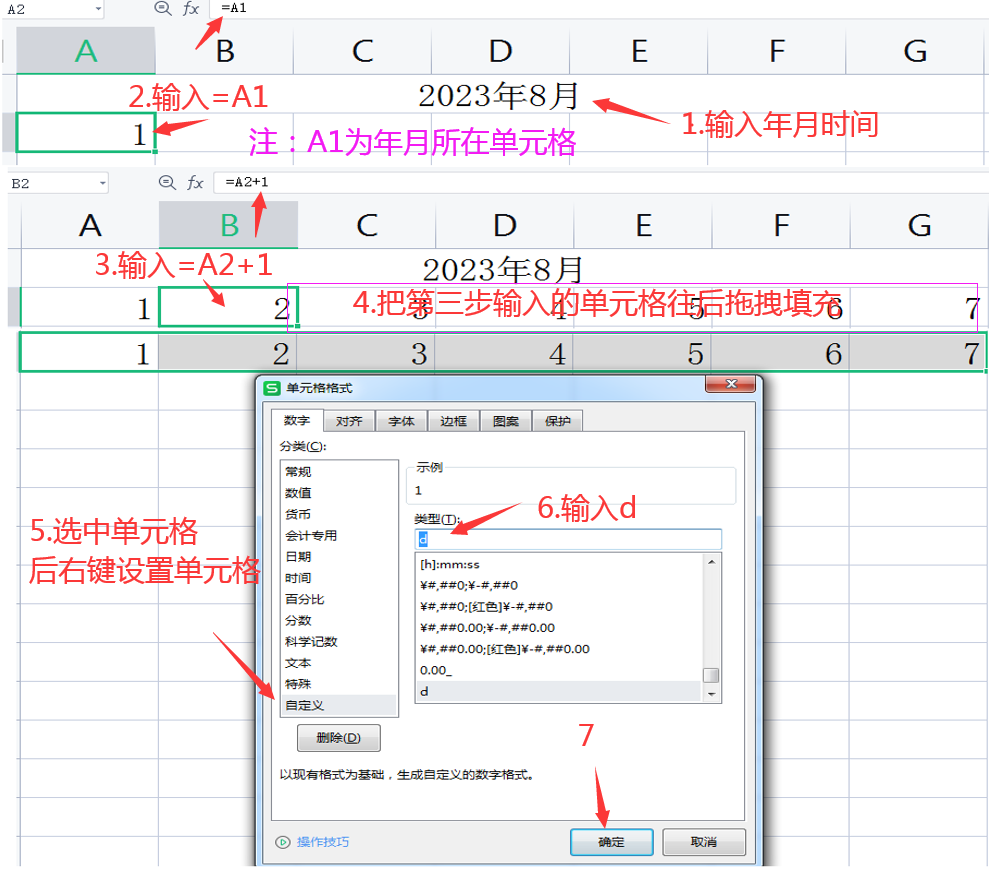 A2 fx =A1
A B C D E F G
2.输入=A1 2023年8月
1.输入年月时间
1 注：A1为年月所在单元格
B2 fx =A2+1
A B C D E F G
3.输入=A2+1 2023年8月
4.把第三步输入的单元格往后拖拽填充
1 2 3 4 5 6 7
1 2 3 4 5 6 7
S 单元格格式
数字 对齐 字体 边框 图案 保护
分类(C):
常规
数值
货币
会计专用
日期
时间
百分比
分数
科学记数
文本
特殊
自定义
示例
1
类型(T):
d
[h]:mm:ss
¥#,##0;¥-#,##0
¥#,##0;[红色]¥-#,##0
¥#,##0.00;¥-#,##0.00
¥#,##0.00;[红色]¥-#,##0.00
0.00_
d
5.选中单元格
后右键设置单元格
6.输入d
7
删除(D)
以现有格式为基础，生成自定义的数字格式。
操作技巧 确定 取消